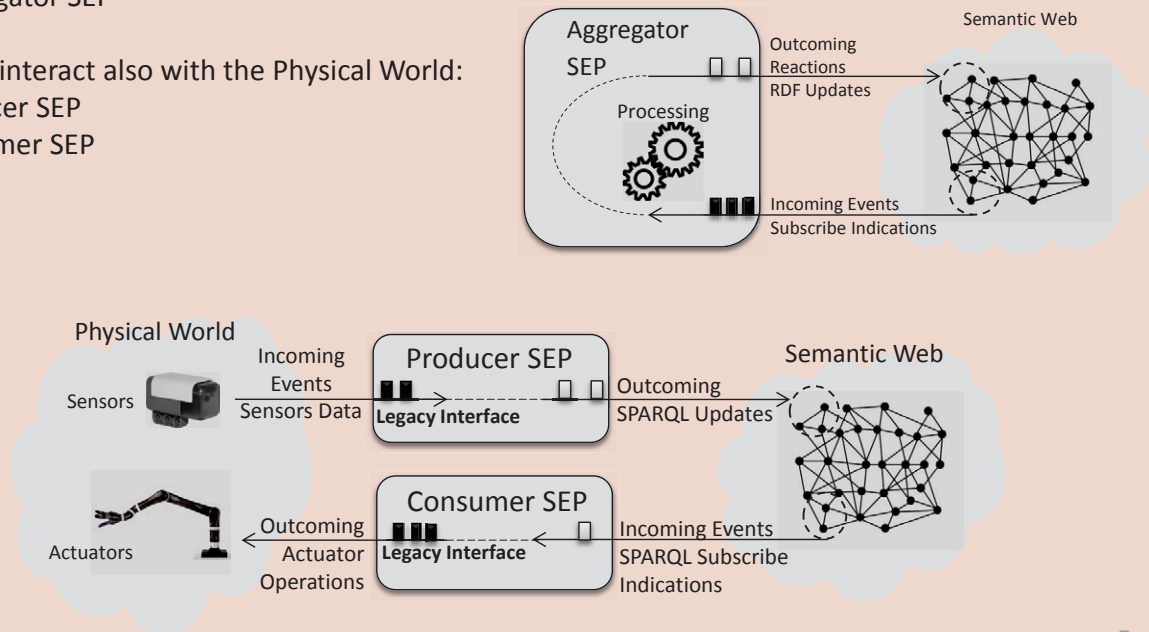 SEP
interact also with the Physical World:
SEP
SEP
Aggregator
SEP
Processing
Outcoming
Reactions
RDF Updates
Incoming Events
Subscribe Indications
Semantic Web
Physical World
Sensors
Incoming
Events
Sensors Data
Producer SEP
Legacy Interface
Outcoming
SPARQL Updates
Semantic Web
Actuators
Outcoming
Actuator
Operations
Consumer SEP
Legacy Interface
Incoming Events
SPARQL Subscribe
Indications